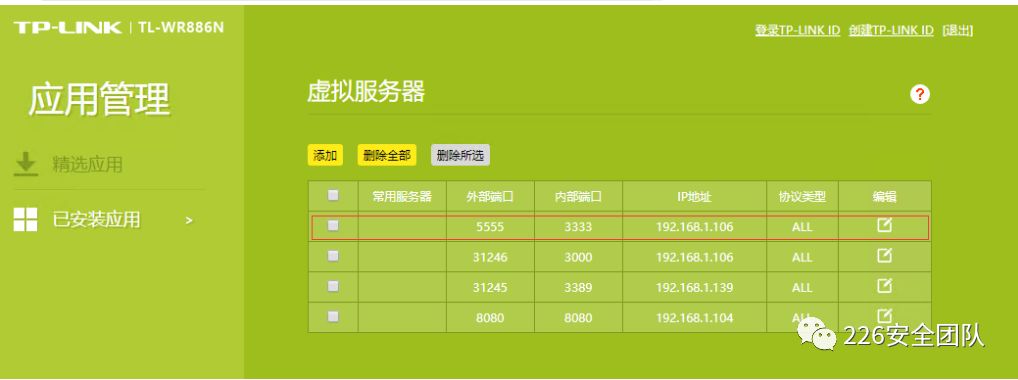 TP-LINK | TL-WR886N
登录TP-LINK ID 创建TP-LINK ID [退出]
应用管理
精选应用
已安装应用 >
虚拟服务器
?
添加 删除全部 删除所选
常用服务器 外部端口 内部端口 IP地址 协议类型 编辑
5555 3333 192.168.1.106 ALL
31246 3000 192.168.1.106 ALL
31245 3389 192.168.1.139 ALL
8080 8080 192.168.1.104 ALL
226安全团队